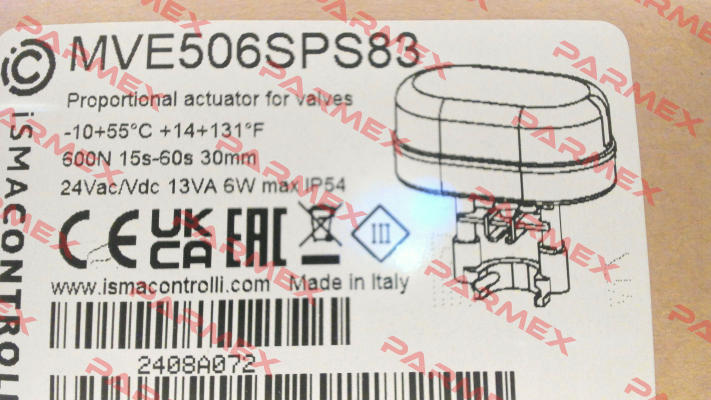 MVE506SPS83
Proportional actuator for valves
-10+55°C +14+131°F
600N 15s-60s 30mm
24Vac/Vdc 13VA 6W max IP54
CE UK CA EAC III
www.ismacontrolli.com Made in Italy
2408A072
iSMACONTROLLI
PARMEX